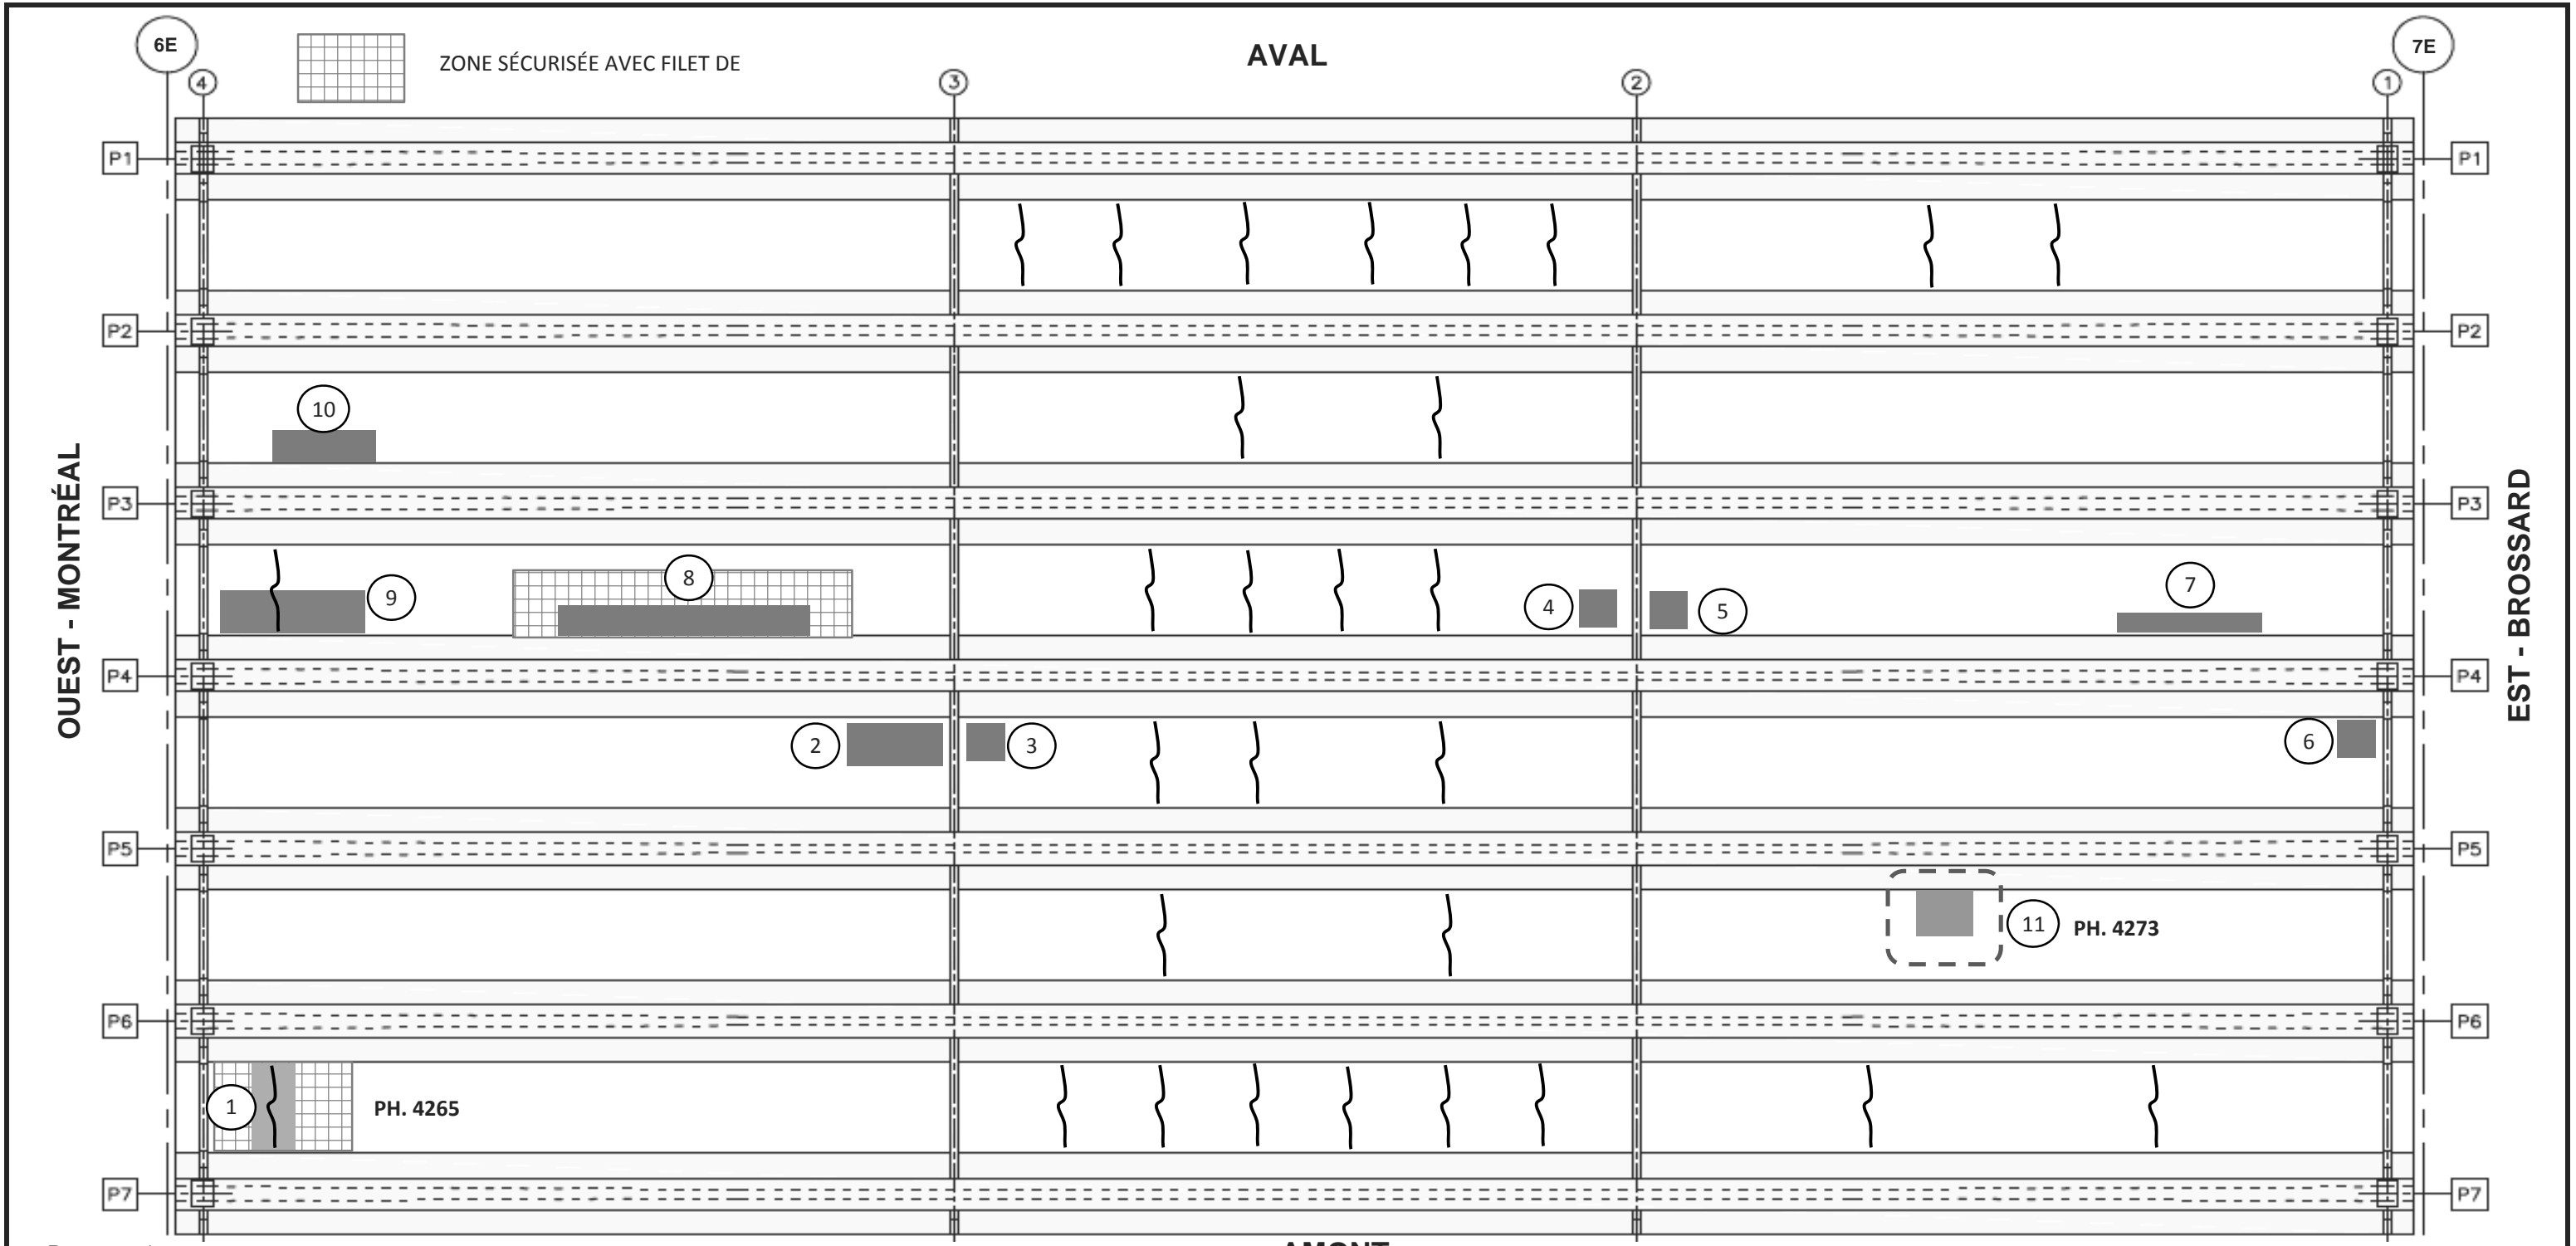 6E
ZONE SÉCURISÉE AVEC FILET DE
AVAL
7E
4
3
2
1
P1
P1
P2
P2
10
OUEST - MONTRÉAL
EST - BROSSARD
P3
P3
9
8
4
5
7
P4
P4
2
3
6
P5
P5
11
PH. 4273
P6
P6
1
PH. 4265
P7
P7
AMONT